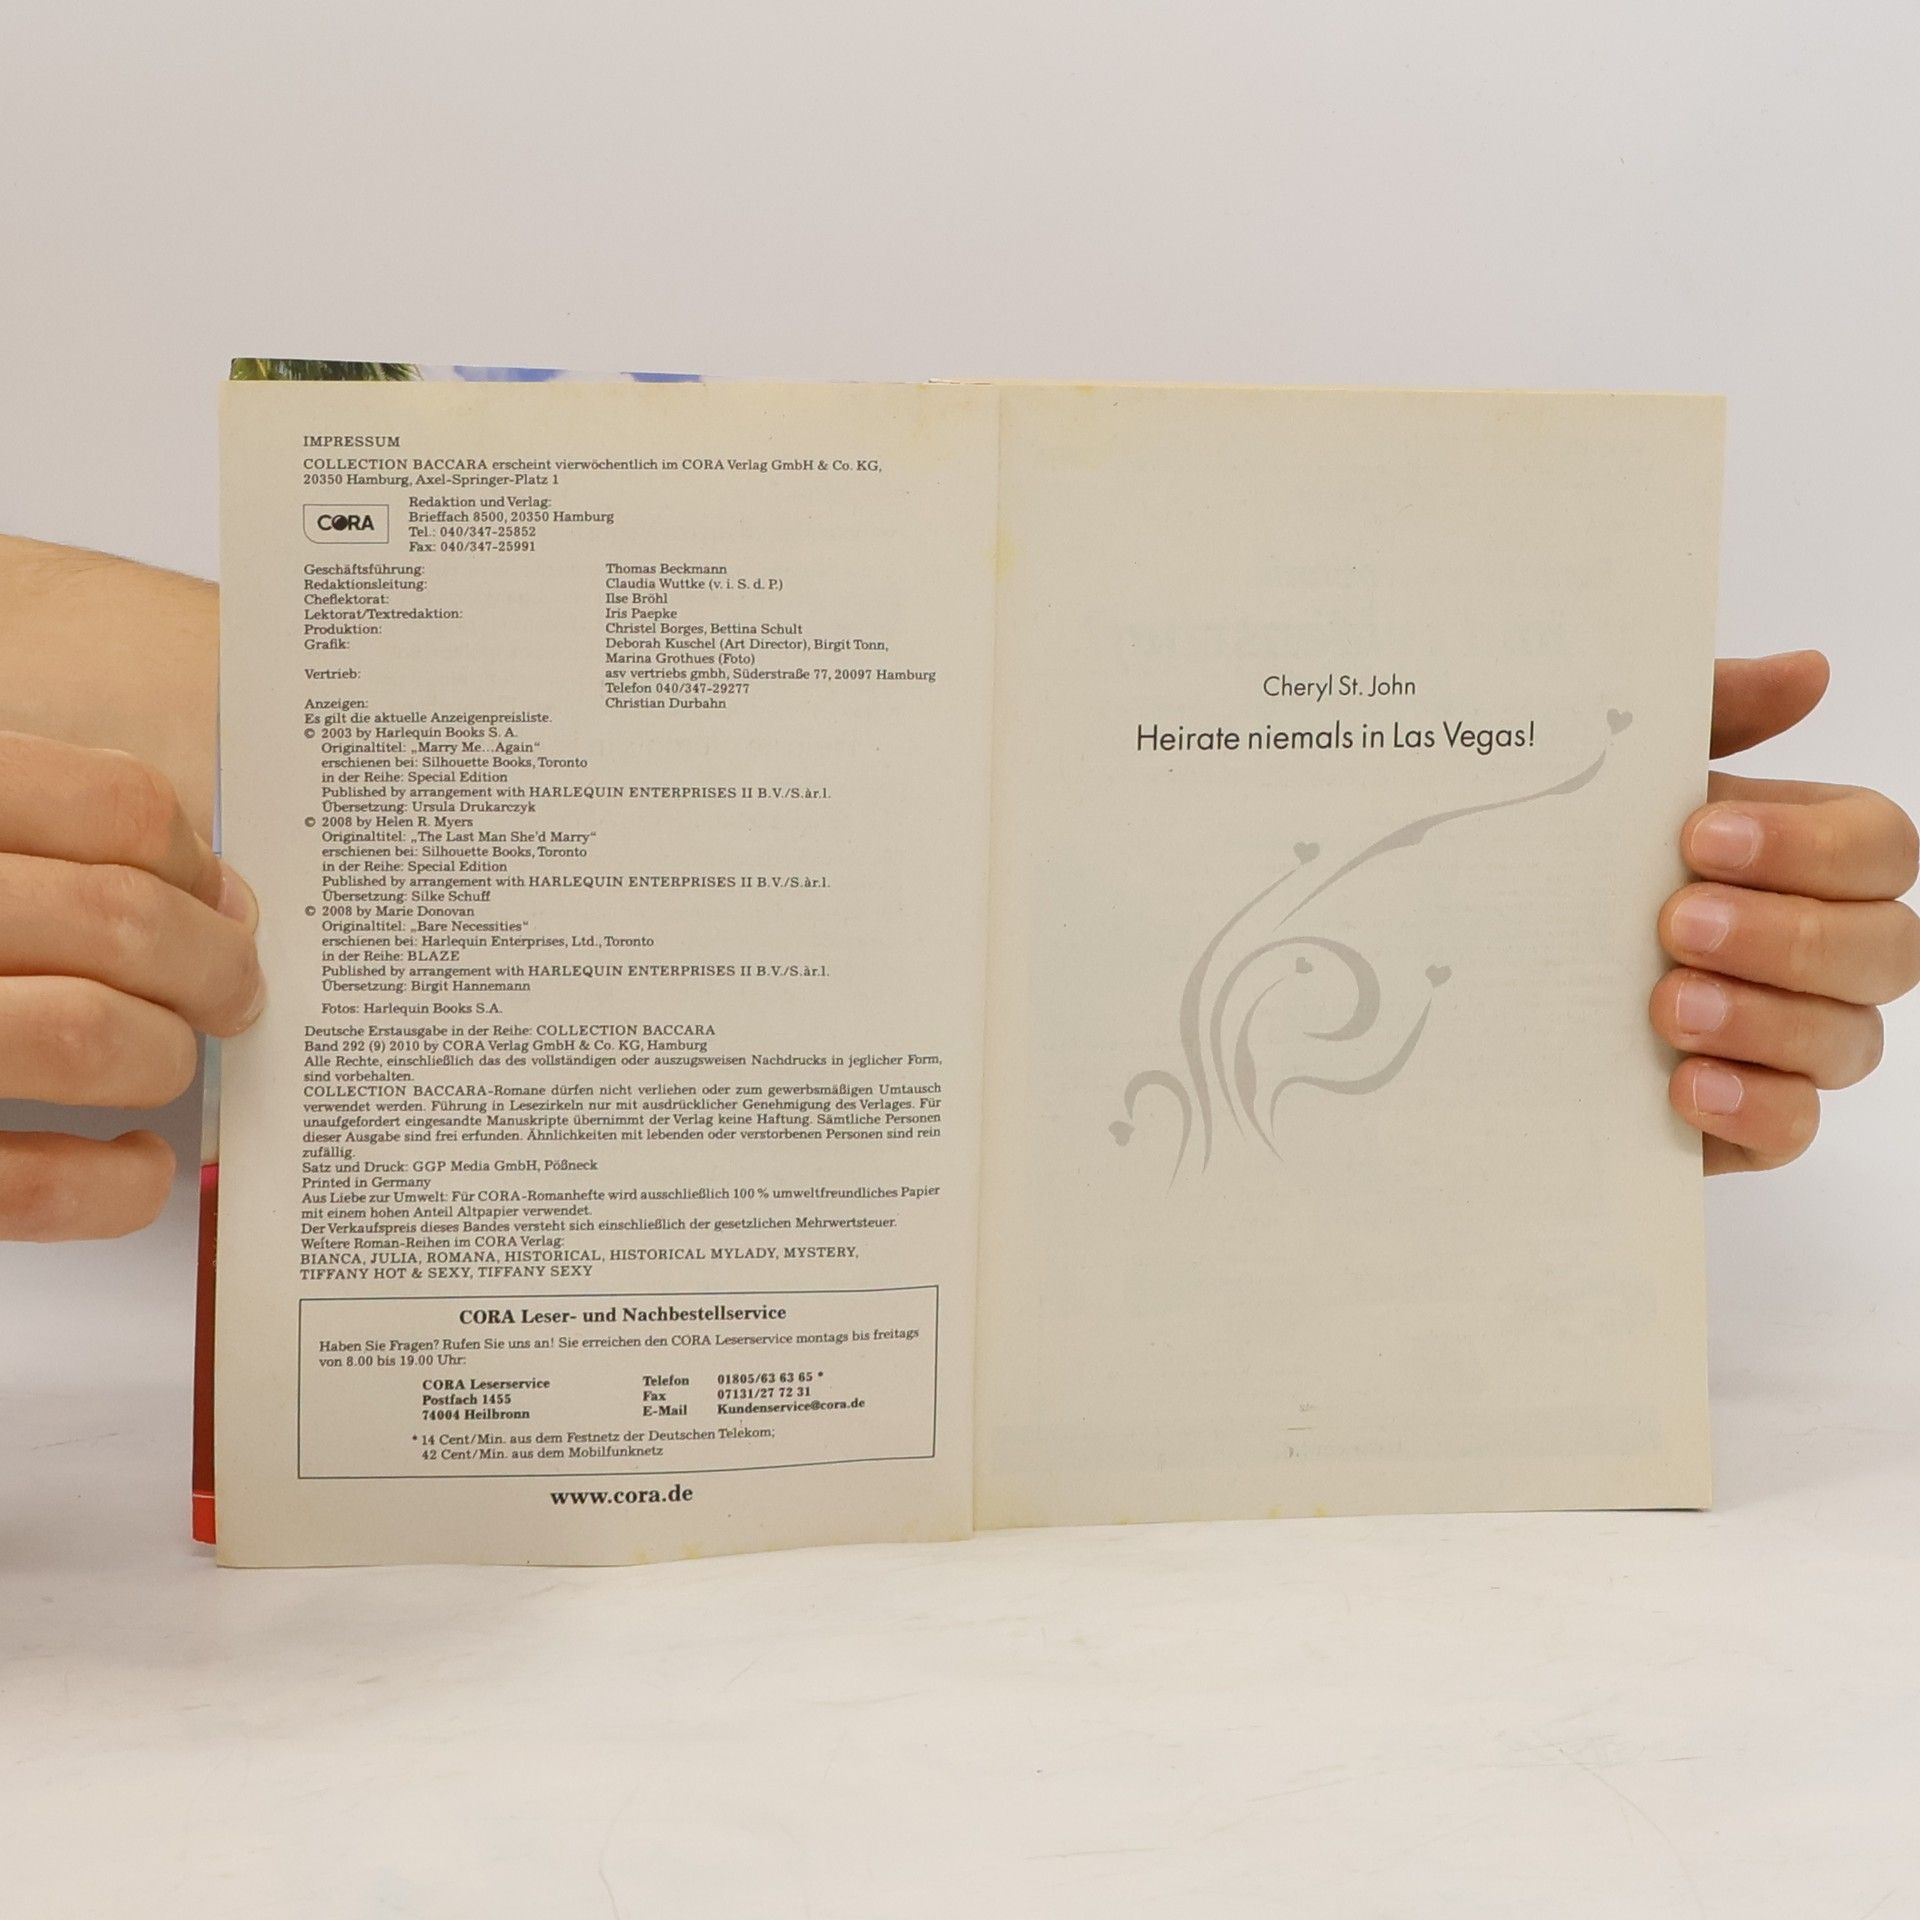 IMPRESSUM
COLLECTION BACCARA erscheint vierwöchentlich im CORA Verlag GmbH & Co. KG,
20350 Hamburg, Axel-Springer-Platz 1
CORA
Redaktion und Verlag:
Brieffach 8500, 20350 Hamburg
Tel.: 040/347-25852
Fax: 040/347-25991
Geschäftsführung: Thomas Beckmann
Redaktionsleitung: Claudia Wuttke (v. i. S. d. P.)
Cheflektorat: Ilse Bröhl
Lektorat/Textredaktion: Iris Paepke
Produktion: Christel Borges, Bettina Schult
Grafik: Deborah Kuschel (Art Director), Birgit Tonn,
Marina Grothues (Foto)
Vertrieb: asv vertriebs gmbh, Süderstraße 77, 20097 Hamburg
Telefon 040/347-29277
Anzeigen: Christian Durbahn
Es gilt die aktuelle Anzeigenpreisliste.
© 2003 by Harlequin Books S. A.
Originaltitel: „Marry Me...Again“
erschienen bei: Silhouette Books, Toronto
in der Reihe: Special Edition
Published by arrangement with HARLEQUIN ENTERPRISES II B.V./S.àr.l.
Übersetzung: Ursula Drukarczyk
© 2008 by Helen R. Myers
Originaltitel: „The Last Man She'd Marry“
erschienen bei: Silhouette Books, Toronto
in der Reihe: Special Edition
Published by arrangement with HARLEQUIN ENTERPRISES II B.V./S.àr.l.
Übersetzung: Silke Schuff
© 2008 by Marie Donovan
Originaltitel: „Bare Necessities“
erschienen bei: Harlequin Enterprises, Ltd., Toronto
in der Reihe: BLAZE
Published by arrangement with HARLEQUIN ENTERPRISES II B.V./S.àr.l.
Übersetzung: Birgit Hannemann
Fotos: Harlequin Books S.A.
Deutsche Erstausgabe in der Reihe: COLLECTION BACCARA
Band 292 (9) 2010 by CORA Verlag GmbH & Co. KG, Hamburg
Alle Rechte, einschließlich das des vollständigen oder auszugsweisen Nachdrucks in jeglicher Form,
sind vorbehalten.
COLLECTION BACCARA-Romane dürfen nicht verliehen oder zum gewerbsmäßigen Umtausch
verwendet werden. Führung in Lesezirkeln nur mit ausdrücklicher Genehmigung des Verlages. Für
unaufgefordert eingesandte Manuskripte übernimmt der Verlag keine Haftung. Sämtliche Personen
dieser Ausgabe sind frei erfunden. Ähnlichkeiten mit lebenden oder verstorbenen Personen sind rein
zufällig.
Satz und Druck: GGP Media GmbH, Pößneck
Printed in Germany
Aus Liebe zur Umwelt: Für CORA-Romanhefte wird ausschließlich 100 % umweltfreundliches Papier
mit einem hohen Anteil Altpapier verwendet.
Der Verkaufspreis dieses Bandes versteht sich einschließlich der gesetzlichen Mehrwertsteuer.
Weitere Roman-Reihen im CORA Verlag:
BIANCA, JULIA, ROMANA, HISTORICAL, HISTORICAL MYLADY, MYSTERY,
TIFFANY HOT & SEXY, TIFFANY SEXY
CORA Leser- und Nachbestellservice
Haben Sie Fragen? Rufen Sie uns an! Sie erreichen den CORA Leserservice montags bis freitags
von 8.00 bis 19.00 Uhr:
CORA Leserservice Telefon 01805/63 63 65 *
Postfach 1455 Fax 07131/27 72 31
74004 Heilbronn E-Mail Kundenservice@cora.de
* 14 Cent/Min. aus dem Festnetz der Deutschen Telekom;
42 Cent/Min. aus dem Mobilfunknetz
www.cora.de
Cheryl St. John
Heirate niemals in Las Vegas!